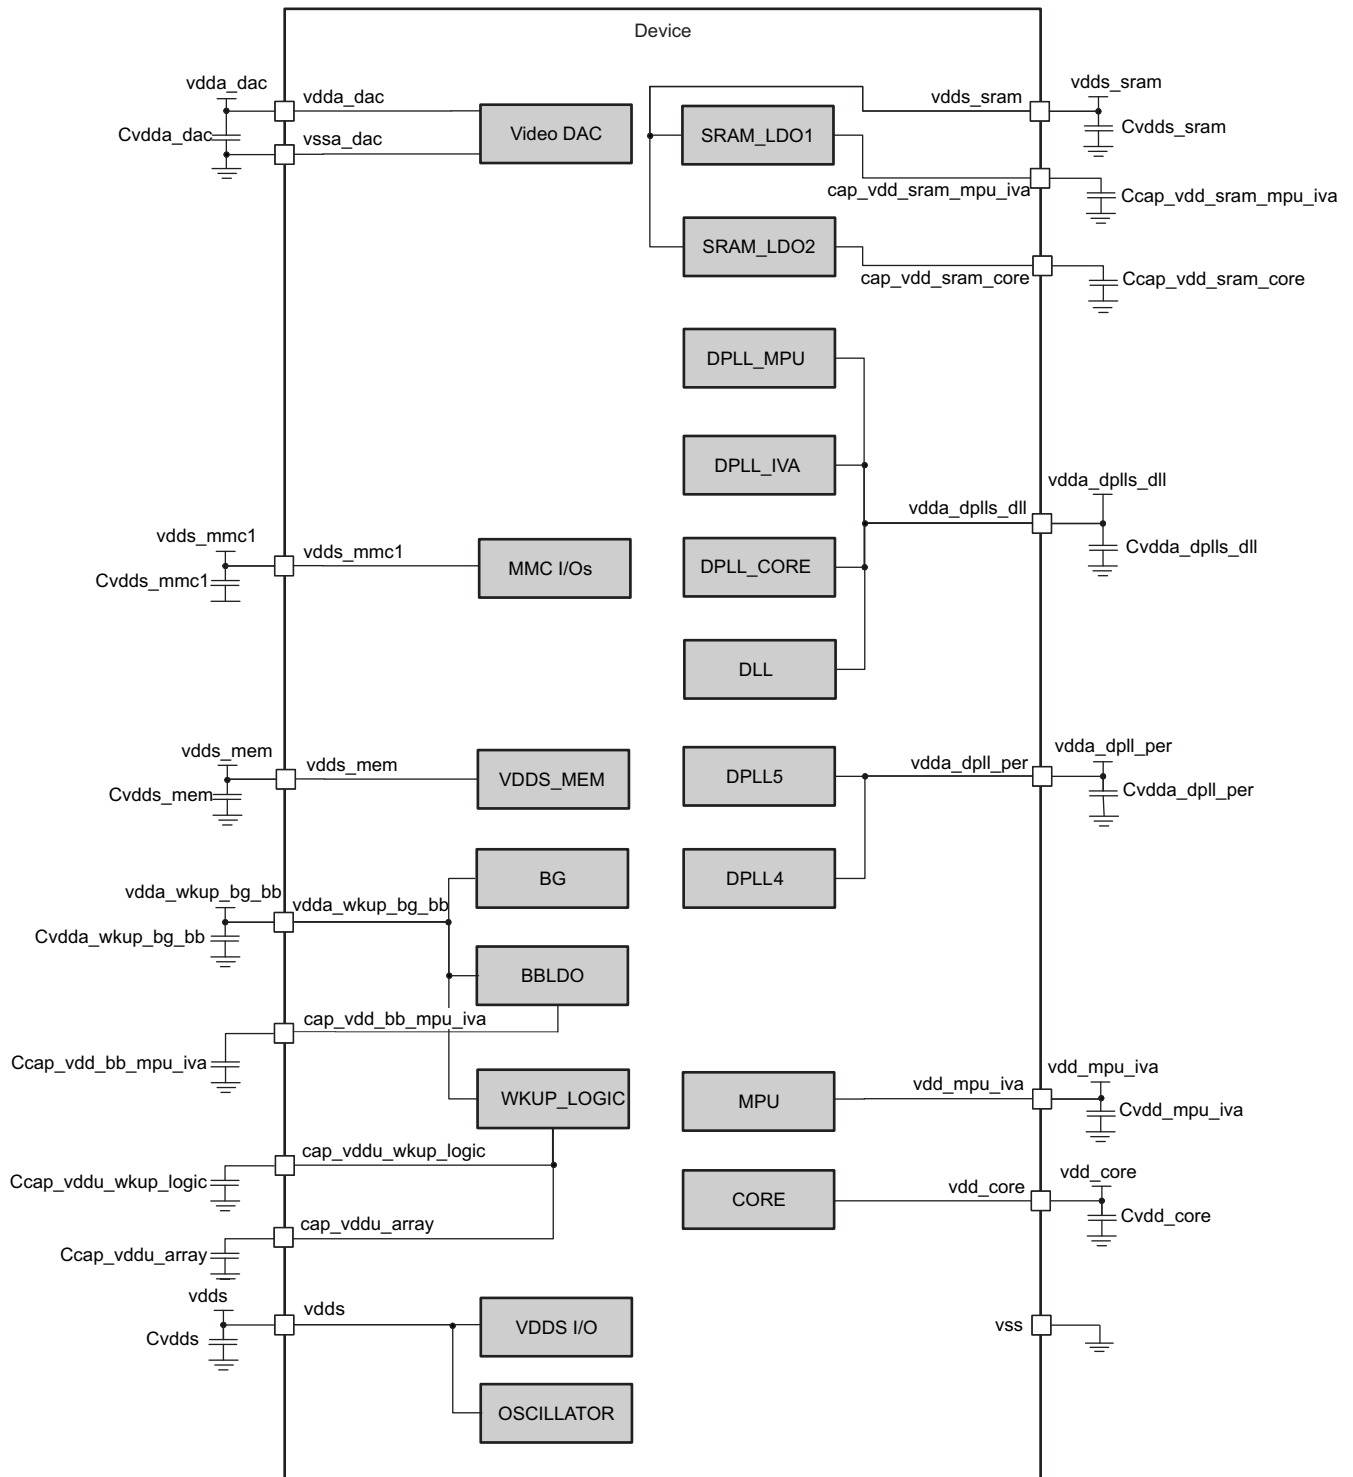 Device
vdda_dac
vdda_dac
Cvdda_dac
vssa_dac
Video DAC
vdds_sram
vdds_sram
Cvdds_sram
SRAM_LDO1
cap_vdd_sram_mpu_iva
Ccap_vdd_sram_mpu_iva
SRAM_LDO2
cap_vdd_sram_core
Ccap_vdd_sram_core
DPLL_MPU
DPLL_IVA
vdda_dplls_dll
vdda_dplls_dll
Cvdda_dplls_dll
DPLL_CORE
DLL
vdds_mmc1
vdds_mmc1
Cvdds_mmc1
MMC I/Os
vdds_mem
vdds_mem
Cvdds_mem
VDDS_MEM
DPLL5
vdda_dpll_per
vdda_dpll_per
Cvdda_dpll_per
DPLL4
BG
vdda_wkup_bg_bb
vdda_wkup_bg_bb
Cvdda_wkup_bg_bb
BBLDO
cap_vdd_bb_mpu_iva
Ccap_vdd_bb_mpu_iva
WKUP_LOGIC
MPU
vdd_mpu_iva
vdd_mpu_iva
Cvdd_mpu_iva
cap_vddu_wkup_logic
Ccap_vddu_wkup_logic
CORE
vdd_core
vdd_core
Cvdd_core
cap_vddu_array
Ccap_vddu_array
vdds
vdds
Cvdds
VDDS I/O
vss
OSCILLATOR